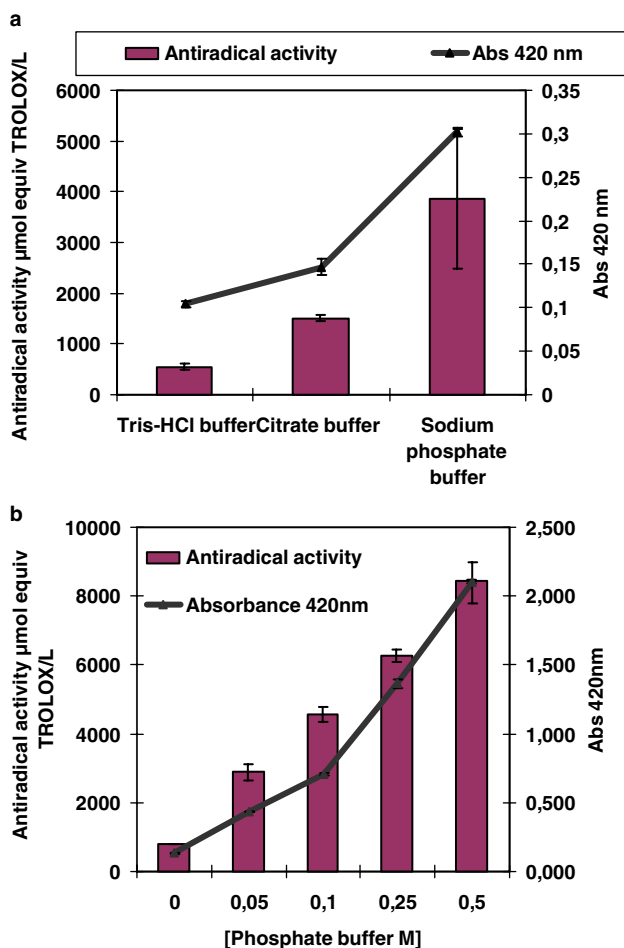 a
Antiradical activity
Abs 420 nm
Antiradical activity µmol equiv TROLOX/L
6000
5000
4000
3000
2000
1000
0
0,35
0,3
0,25
0,2
0,15
0,1
0,05
0
Abs 420 nm
Tris-HCl buffer
Citrate buffer
Sodium
phosphate
buffer
b
Antiradical activity
Absorbance 420nm
Antiradical activity µmol equiv
TROLOX/L
10000
8000
6000
4000
2000
0
2,500
2,000
1,500
1,000
0,500
0,000
Abs 420nm
0
0,05
0,1
0,25
0,5
[Phosphate buffer M]